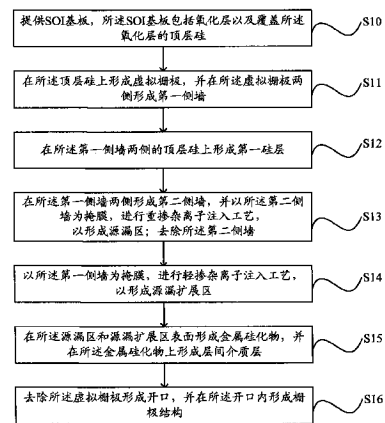 提供SOI基板，所述SOI基板包括氧化层以及覆盖所述
氧化层的顶层硅
S10
在所述顶层硅上形成虚拟栅极，并在所述虚拟栅极两
侧形成第一侧墙
S11
在所述第一侧墙两侧的顶层硅上形成第一硅层
S12
在所述第一侧墙两侧形成第二侧墙，并以所述第二侧
墙为掩膜，进行重掺杂离子注入工艺，
以形成源漏区；去除所述第二侧墙
S13
以所述第一侧墙为掩膜，进行轻掺杂离子注入工艺，
以形成源漏扩展区
S14
在所述源漏区和源漏扩展区表面形成金属硅化物，并
在所述金属硅化物上形成层间介质层
S15
去除所述虚拟栅极形成开口，并在所述开口内形成栅
极结构
S16